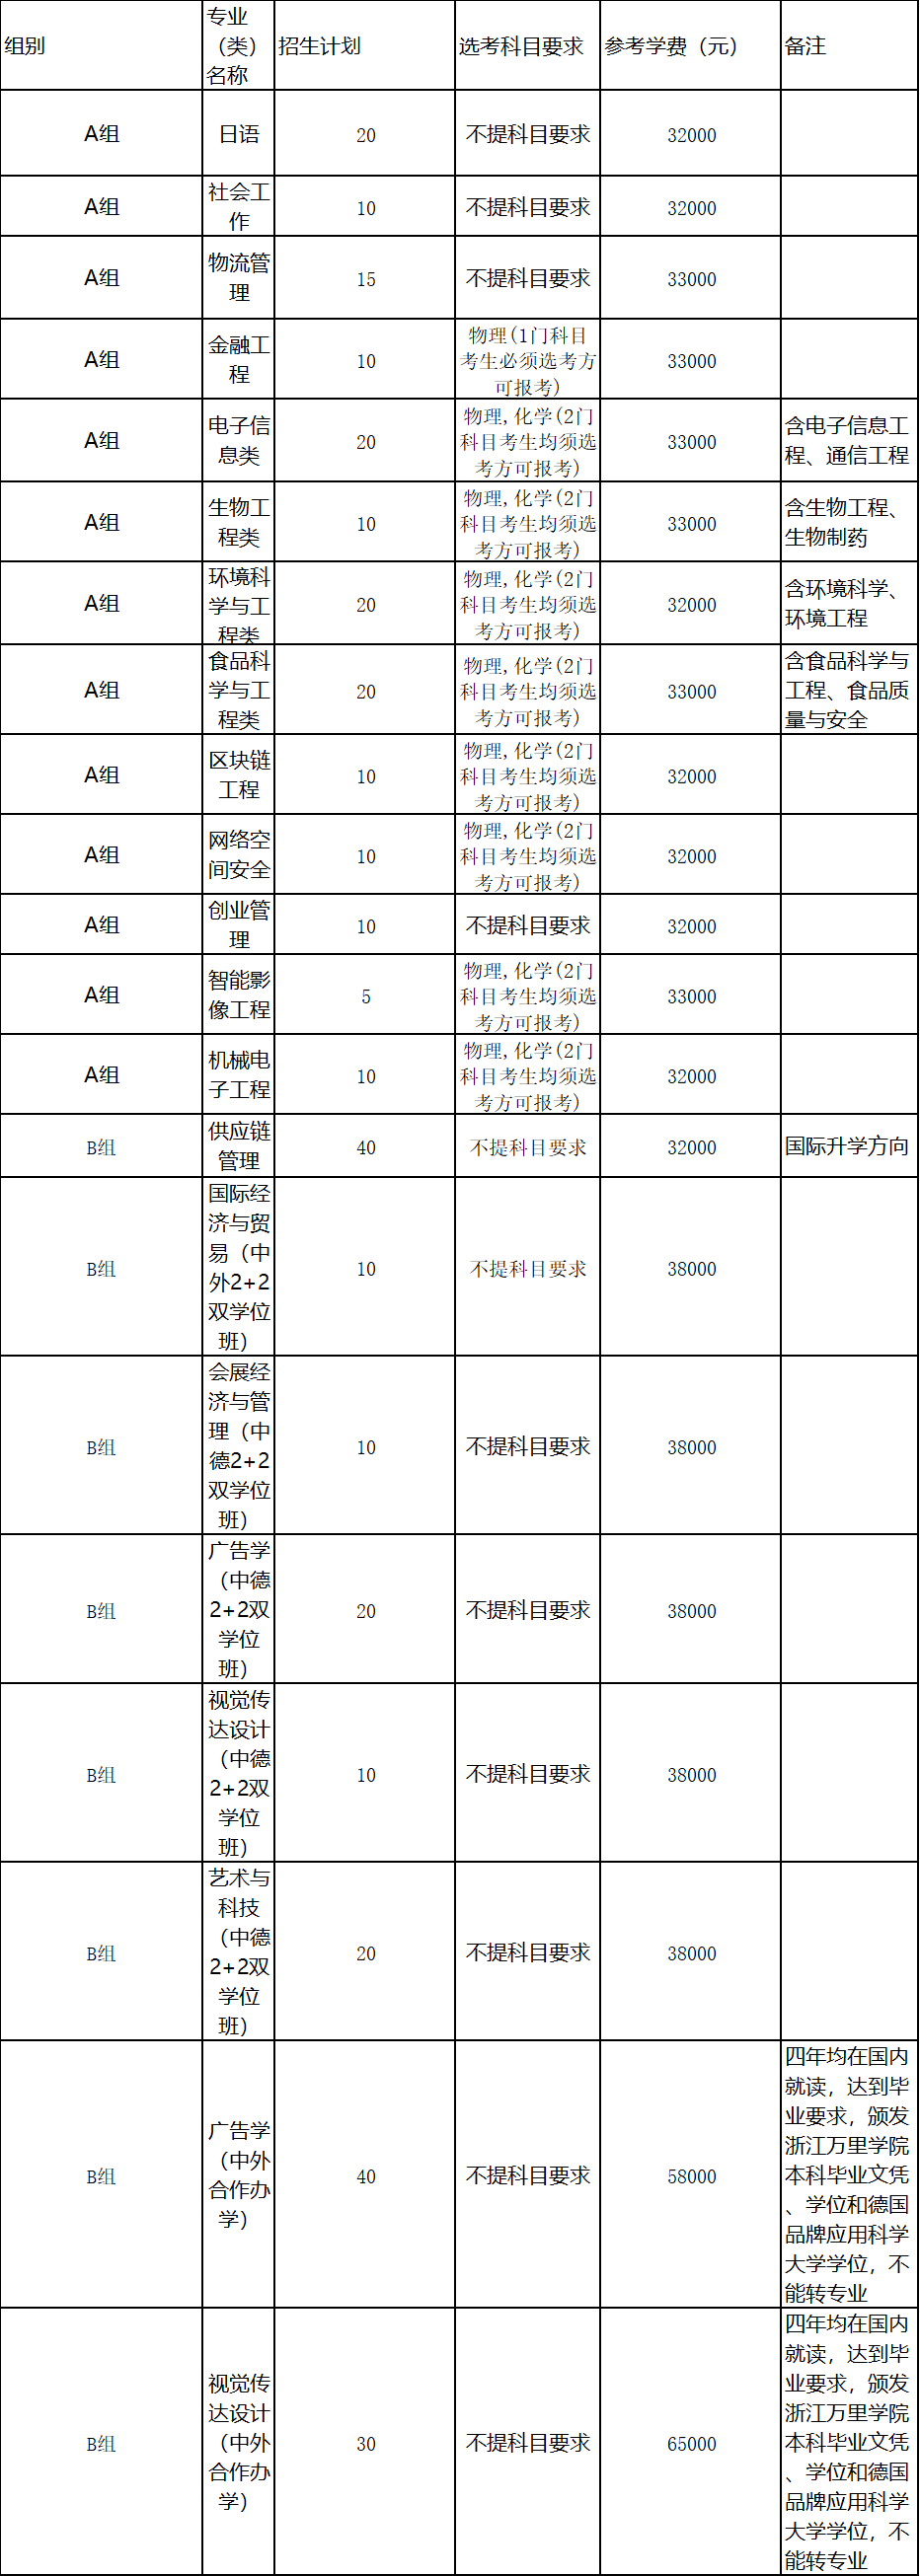 组别 专业（类）名称 招生计划 选考科目要求 参考学费（元） 备注
A组 日语 20 不提科目要求 32000
A组 社会工作 10 不提科目要求 32000
A组 物流管理 15 不提科目要求 33000
A组 金融工程 10 物理(1门科目考生必须选考方可报考) 33000
A组 电子信息类 20 物理,化学(2门科目考生均须选考方可报考) 33000 含电子信息工程、通信工程
A组 生物工程类 10 物理,化学(2门科目考生均须选考方可报考) 33000 含生物工程、生物制药
A组 环境科学与工程类 20 物理,化学(2门科目考生均须选考方可报考) 32000 含环境科学、环境工程
A组 食品科学与工程类 20 物理,化学(2门科目考生均须选考方可报考) 33000 含食品科学与工程、食品质量与安全
A组 区块链工程 10 物理,化学(2门科目考生均须选考方可报考) 32000
A组 网络空间安全 10 物理,化学(2门科目考生均须选考方可报考) 32000
A组 创业管理 10 不提科目要求 32000
A组 智能影像工程 5 物理,化学(2门科目考生均须选考方可报考) 33000
A组 机械电子工程 10 物理,化学(2门科目考生均须选考方可报考) 32000
B组 供应链管理 40 不提科目要求 32000 国际升学方向
B组 国际经济与贸易（中外2+2双学位班） 10 不提科目要求 38000
B组 会展经济与管理（中德2+2双学位班） 10 不提科目要求 38000
B组 广告学（中德2+2双学位班） 20 不提科目要求 38000
B组 视觉传达设计（中德2+2双学位班） 10 不提科目要求 38000
B组 艺术与科技（中德2+2双学位班） 20 不提科目要求 38000
B组 广告学（中外合作办学） 40 不提科目要求 58000 四年均在国内就读，达到毕业要求，颁发浙江万里学院本科毕业文凭、学位和德国品牌应用科学大学学位，不能转专业
B组 视觉传达设计（中外合作办学） 30 不提科目要求 65000 四年均在国内就读，达到毕业要求，颁发浙江万里学院本科毕业文凭、学位和德国品牌应用科学大学学位，不能转专业